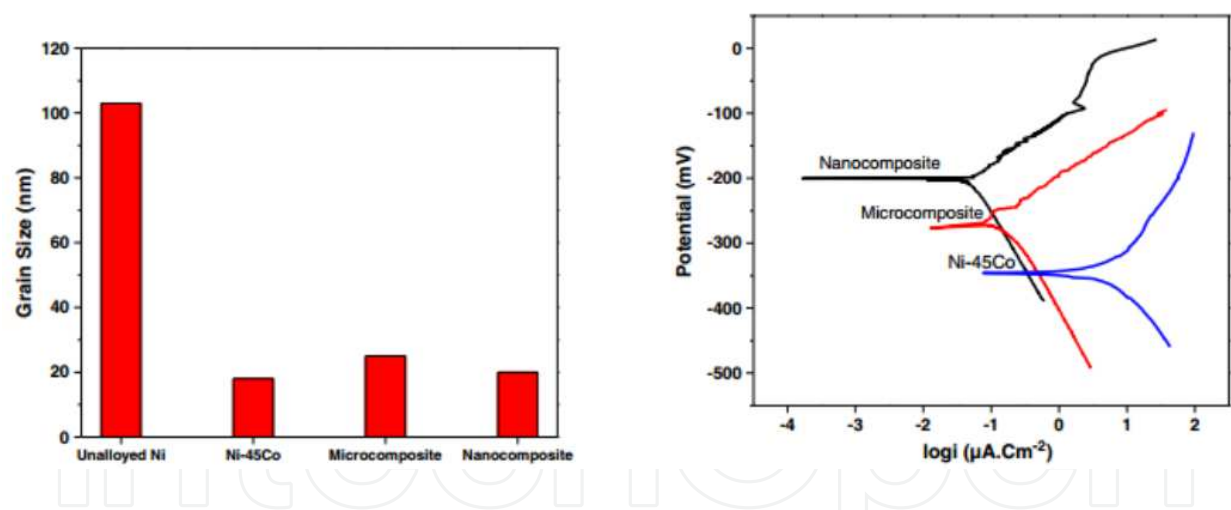 120
100
80
60
40
20
0
Grain Size (nm)
Unalloyed Ni
Ni-45Co
Microcomposite
Nanocomposite
0
-100
-200
-300
-400
-500
Potential (mV)
Nanocomposite
Microcomposite
Ni-45Co
-4
-3
-2
-1
0
1
2
logi (μA.Cm-2)